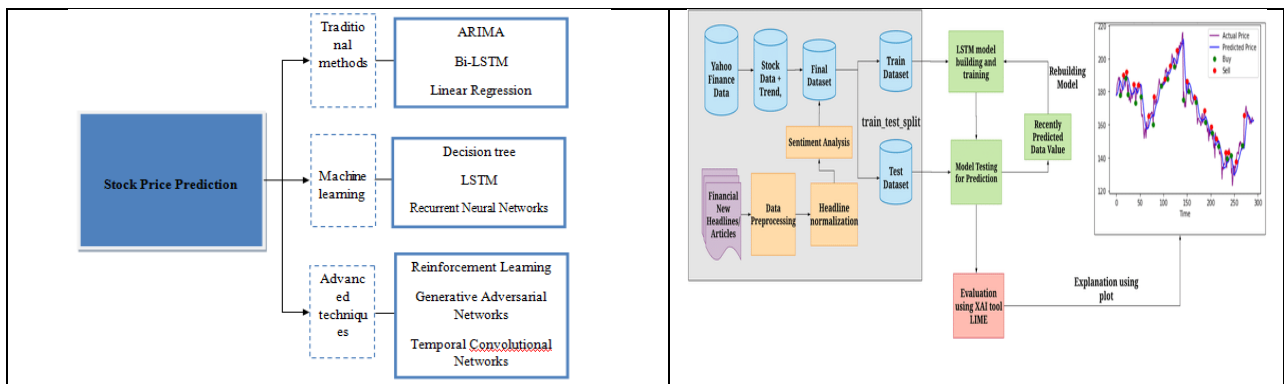 Stock Price Prediction
Traditio
nal
methods
ARIMA
Bi-LSTM
Linear Regression
Machine
learning
Decision tree
LSTM
Recurrent Neural Networks
Advanc
ed
techniqu
es
Reinforcement Learning
Generative Adversarial
Networks
Temporal Convolutional
Networks
Yahoo
Finance
Data
Stock
Data +
Trend,
Final
Dataset
Train
Dataset
train_test_split
Sentiment Analysis
Test
Dataset
Financial
New
Headlines/
Articles
Data
Preprocessing
Headline
normalization
LSTM model
building and
training
Rebuilding
Model
Recently
Predicted
Data Value
Model Testing
for Prediction
Evaluation
using XAI tool
LIME
Explanation using
plot
220
200
180
160
140
120
Actual Price
Predicted Price
Buy
Sell
0 50 100 150 200 250 300
Time